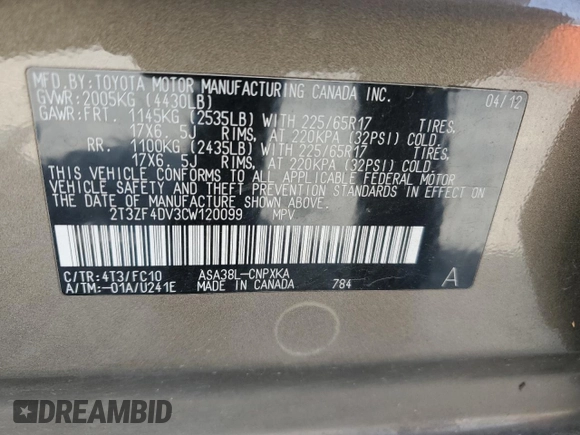 MFD. BY: TOYOTA MOTOR MANUFACTURING CANADA INC. 04/12
GVWR: 2005KG (4430LB)
GAWR: FRT. 1145KG (2535LB) WITH 225/65R17 TIRES.
17X6.5J RIMS, AT 220KPA (32PSI) COLD
RR. 1100KG (2435LB) WITH 225/65R17 TIRES.
17X6.5J RIMS, AT 220KPA (32PSI) COLD
THIS VEHICLE CONFORMS TO ALL APPLICABLE FEDERAL MOTOR
VEHICLE SAFETY AND THEFT PREVENTION STANDARDS IN EFFECT ON
THE DATE OF MANUFACTURE SHOWN ABOVE.
2T3ZF4DV3CW120099 MPV
C/TR: 4T3/FC10 ASA38L-CNPXKA A
A/TM: -01A/U241E MADE IN CANADA 784
DREAMBID